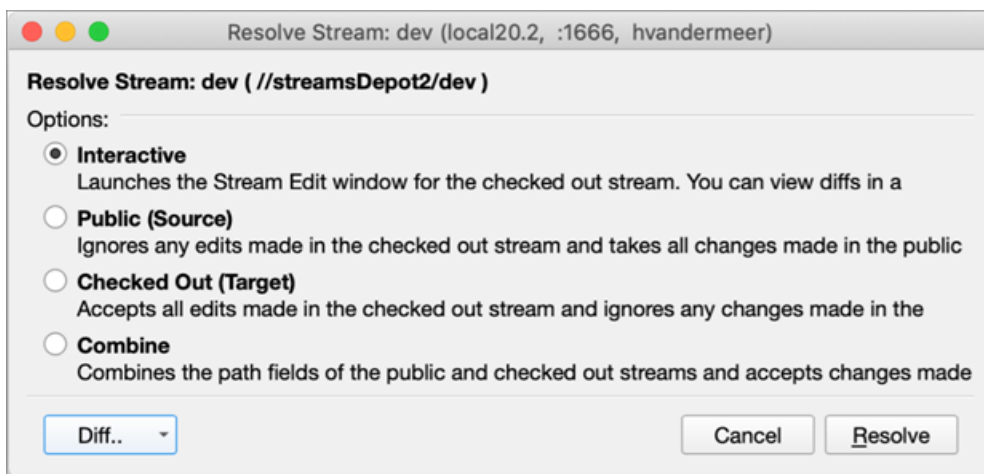 Resolve Stream: dev (local20.2,  :1666,  hvandermeer)
Resolve Stream: dev ( //streamsDepot2/dev )
Options:
Interactive
Launches the Stream Edit window for the checked out stream. You can view diffs in a
Public (Source)
Ignores any edits made in the checked out stream and takes all changes made in the public
Checked Out (Target)
Accepts all edits made in the checked out stream and ignores any changes made in the
Combine
Combines the path fields of the public and checked out streams and accepts changes made
Diff.. Cancel Resolve